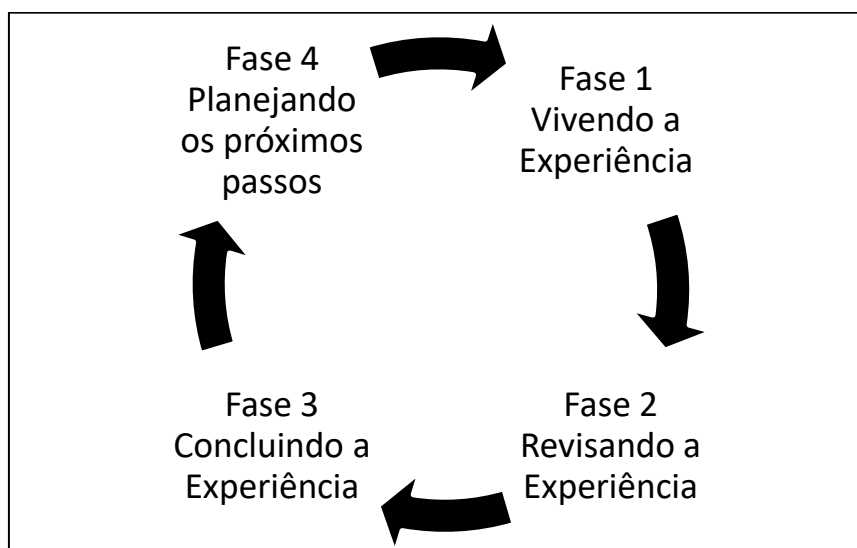 Fase 4
Planejando
os próximos
passos
Fase 1
Vivendo a
Experiência
Fase 3
Concluindo a
Experiência
Fase 2
Revisando a
Experiência